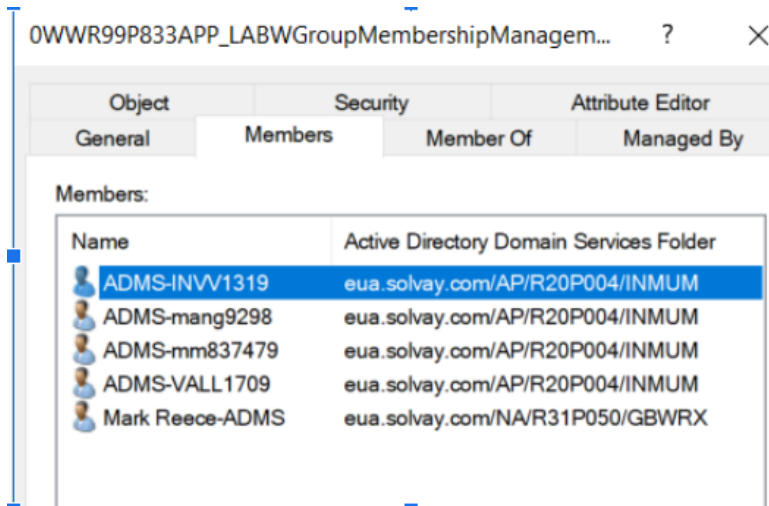 0WWR99P833APP_LABWGroupMembershipManagem... ?
Object Security Attribute Editor
General Members Member Of Managed By
Members:
Name Active Directory Domain Services Folder
ADMS-INVV1319 eua.solvay.com/AP/R20P004/INMUM
ADMS-mang9298 eua.solvay.com/AP/R20P004/INMUM
ADMS-mm837479 eua.solvay.com/AP/R20P004/INMUM
ADMS-VALL1709 eua.solvay.com/AP/R20P004/INMUM
Mark Reece-ADMS eua.solvay.com/NA/R31P050/GBWRX